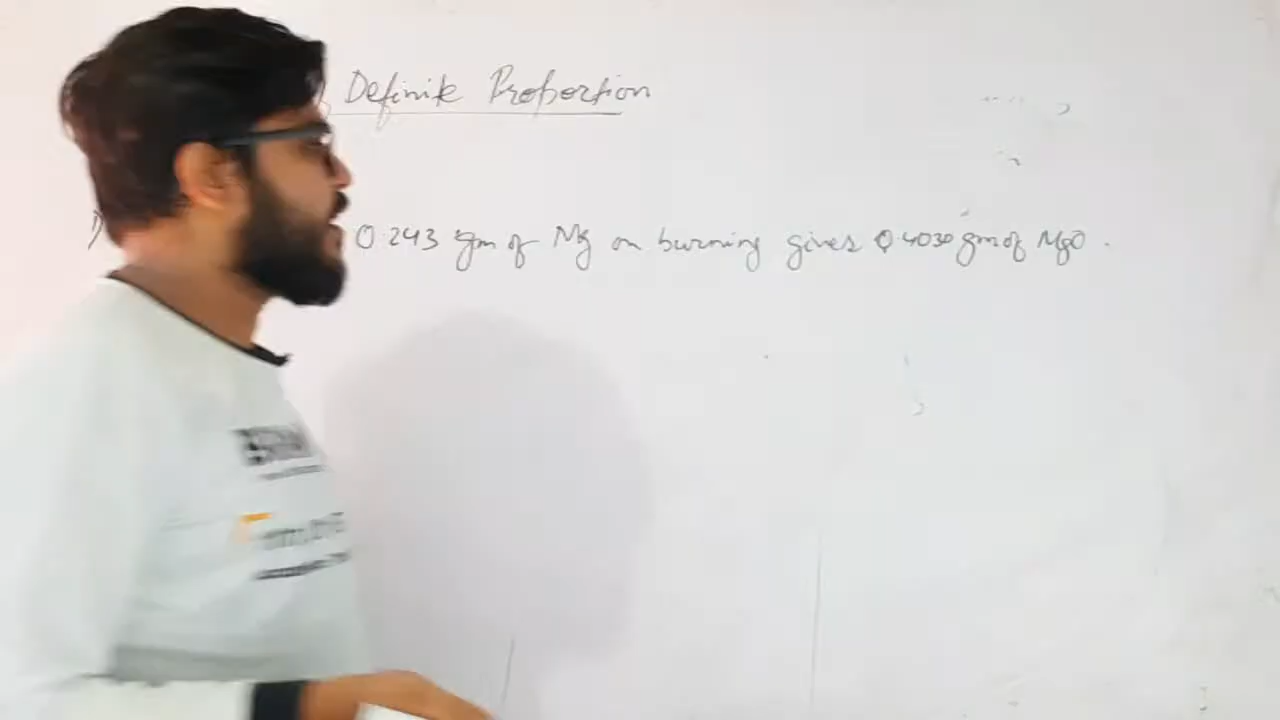 Definite Proportion
0.243 gm of Mg on burning gives 0.4030 gm of MgO .